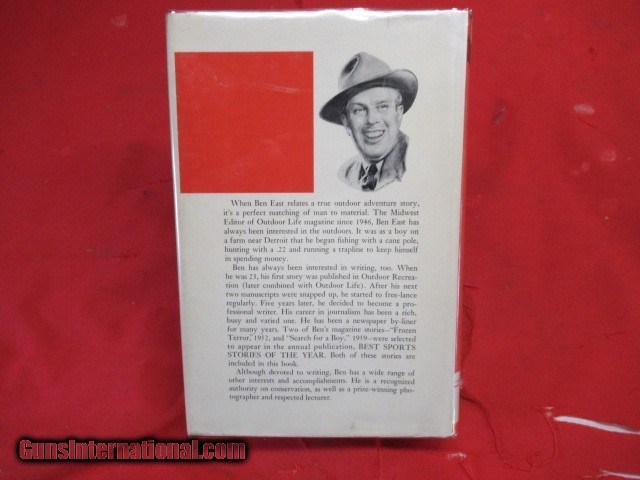 When Ben East relates a true outdoor adventure story,
it's a perfect matching of man to material. The Midwest
Editor of Outdoor Life magazine since 1946, Ben East has
always been interested in the outdoors. It was as a boy on
a farm near Detroit that he began fishing with a cane pole,
hunting with a .22 and running a trapline to keep himself
in spending money.
Ben has always been interested in writing, too. When
he was 23, his first story was published in Outdoor Recrea-
tion (later combined with Outdoor Life). After his next
two manuscripts were snapped up, he started to free-lance
regularly. Five years later, he decided to become a pro-
fessional writer. His career in journalism has been a rich,
busy and varied one. He has been a newspaper by-liner
for many years. Two of Ben's magazine stories—"Frozen
Terror," and "Search for a Boy," —were selected
to appear in the annual publication, BEST SPORTS
STORIES OF THE YEAR. Both of these stories are
included in this book.
Although devoted to writing, Ben has a wide range of
other interests and accomplishments. He is a recognized
authority on conservation, as well as a prize-winning pho-
tographer and respected lecturer.
GunsInternational.com